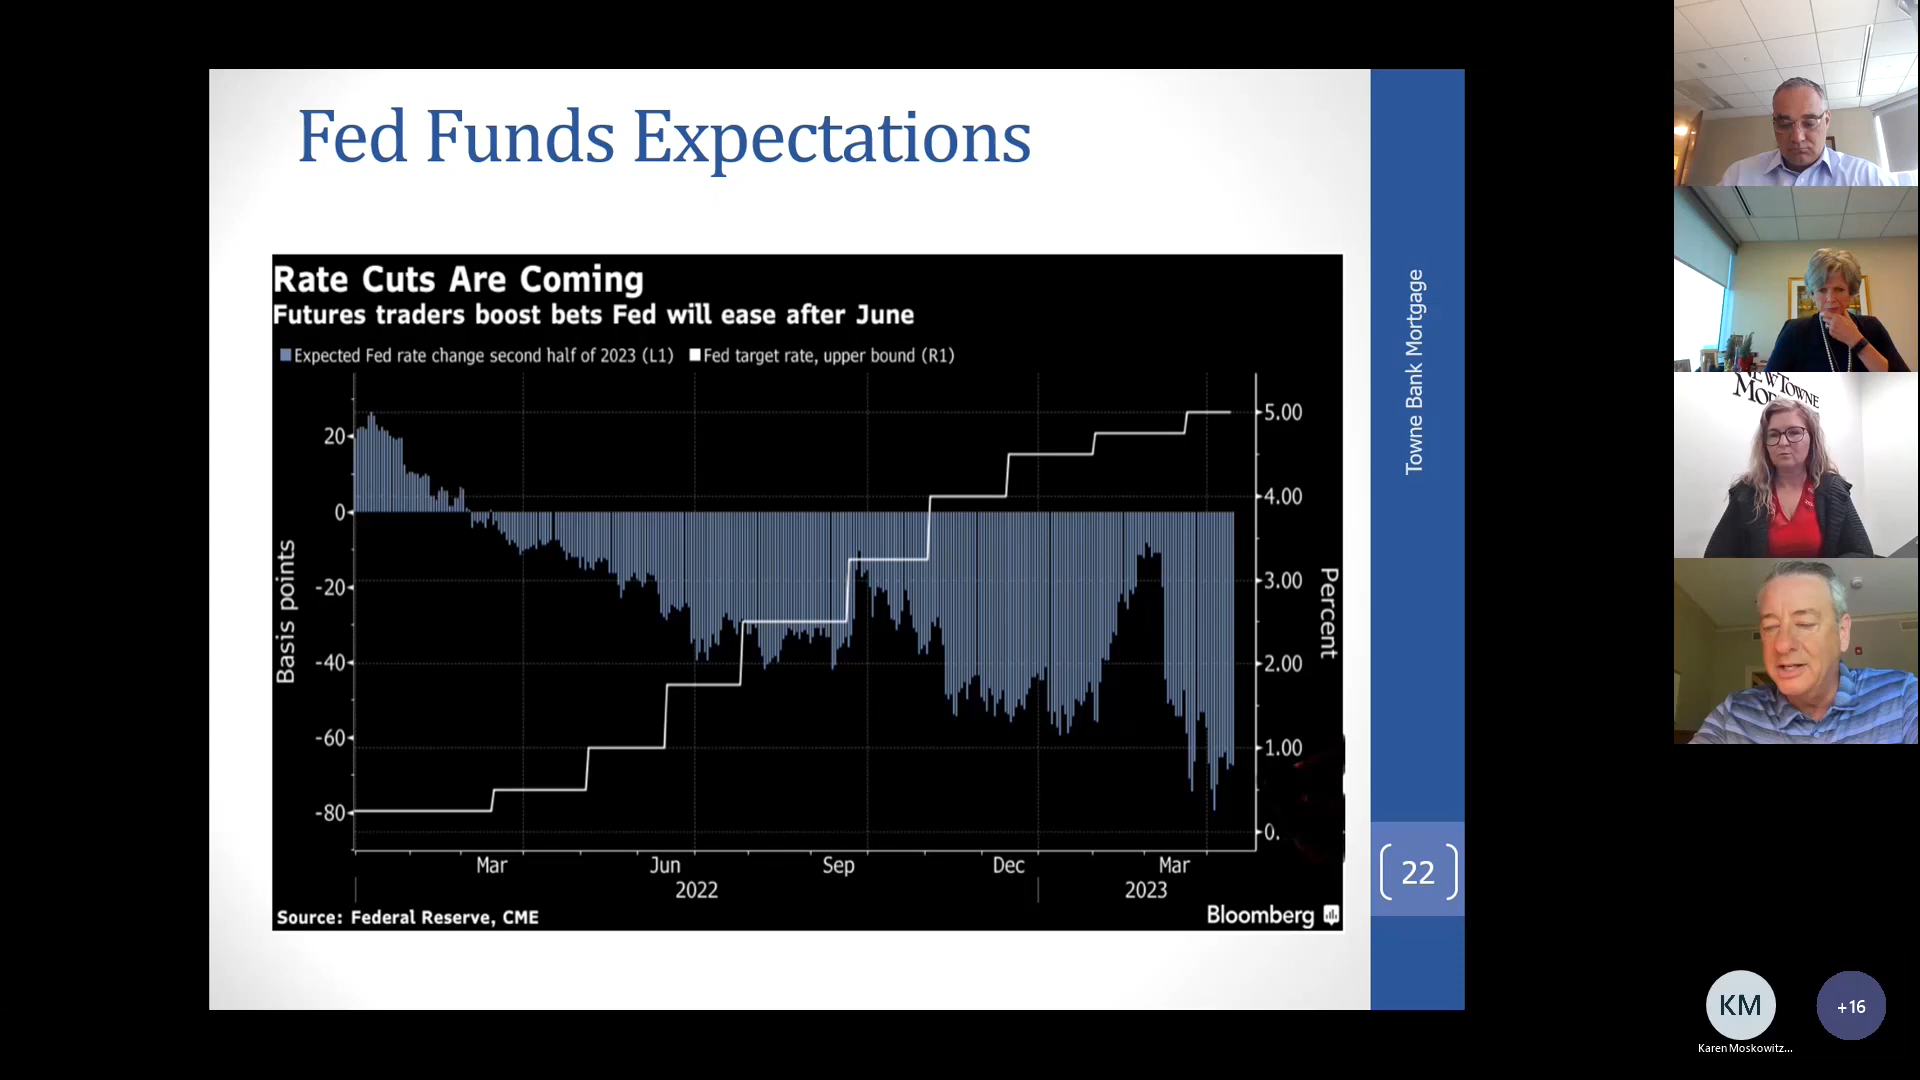 Fed Funds Expectations
Rate Cuts Are Coming
Futures traders boost bets Fed will ease after June
Expected Fed rate change second half of 2023 (L1)
Fed target rate, upper bound (R1)
Basis points
20
0
-20
-40
-60
-80
5.00
4.00
3.00
2.00
1.00
0.
Percent
Mar
Jun
Sep
Dec
Mar
2022
2023
Source: Federal Reserve, CME
Bloomberg
Towne Bank Mortgage
22
TOWNE
KM
+16
Karen Moskowitz...